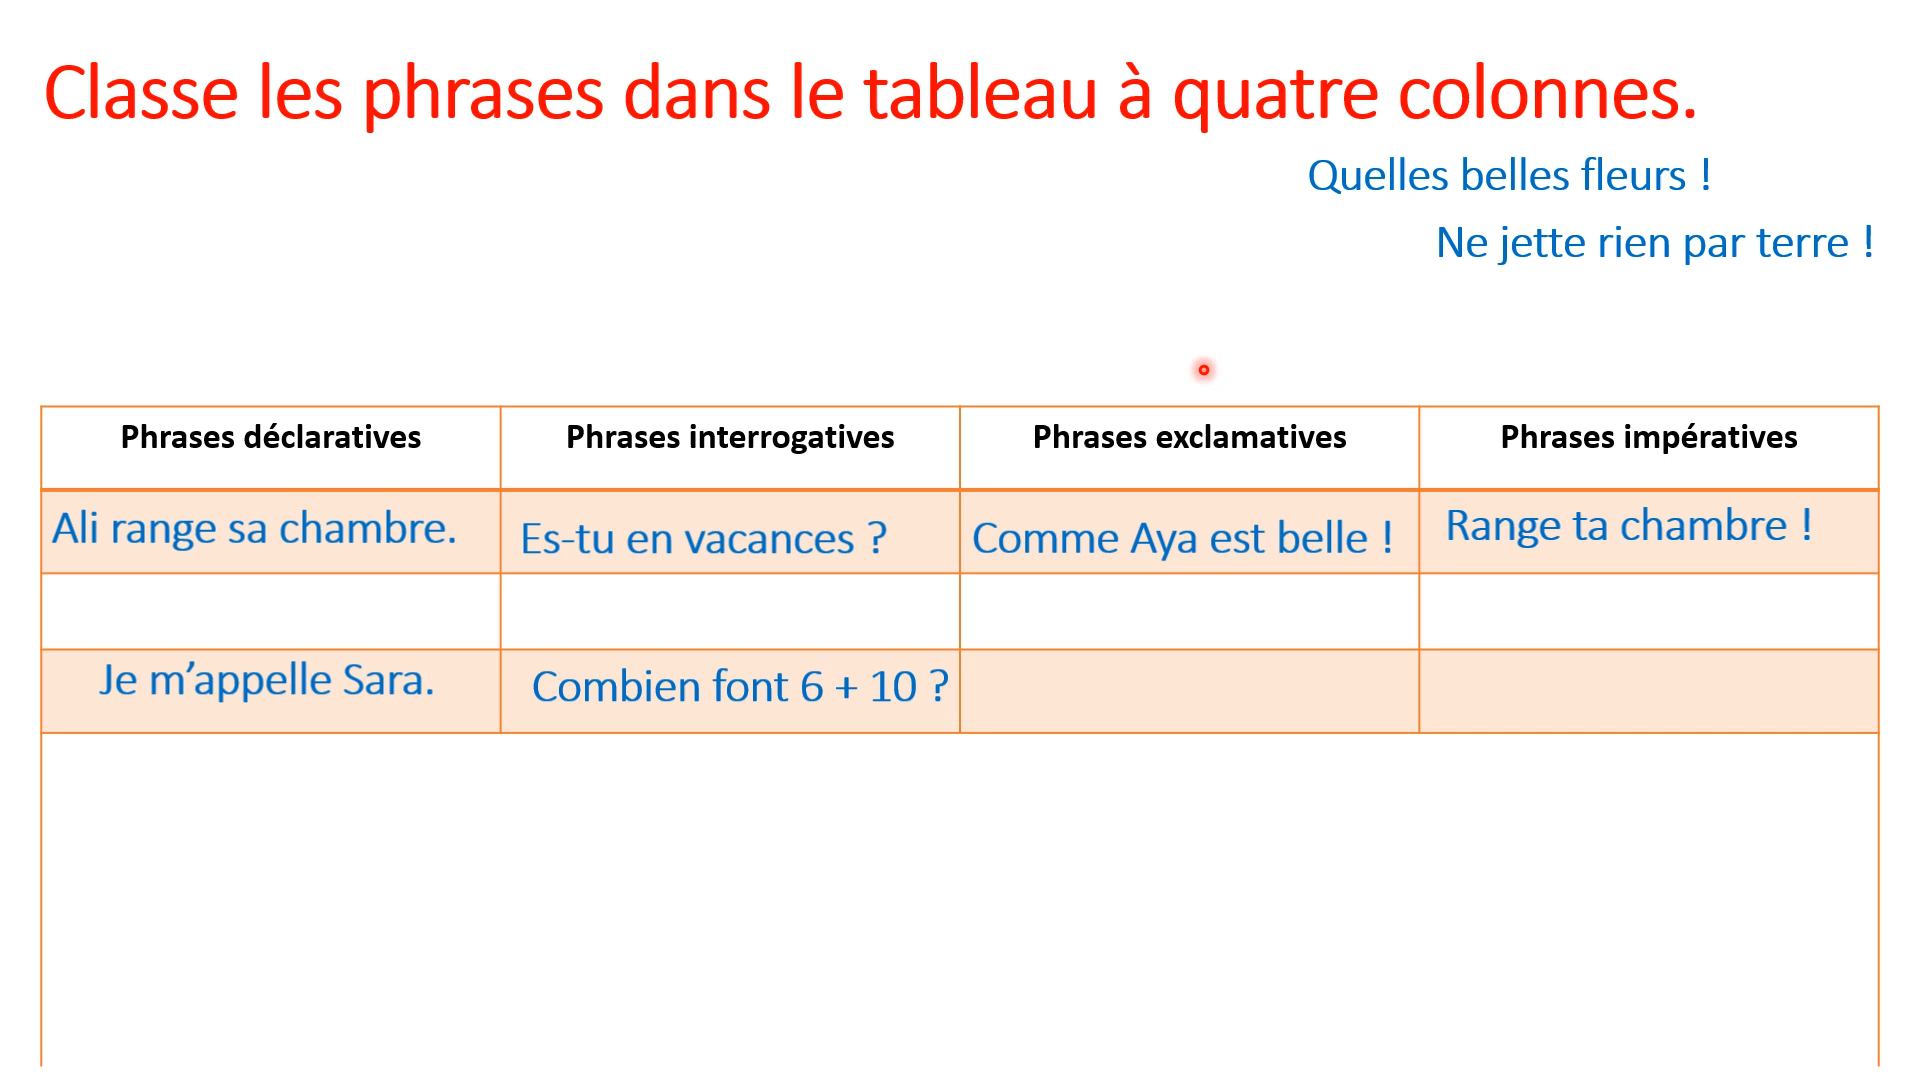 Classe les phrases dans le tableau à quatre colonnes.
Quelles belles fleurs !
Ne jette rien par terre !
Phrases déclaratives
Phrases interrogatives
Phrases exclamatives
Phrases impératives
Ali range sa chambre.
Es-tu en vacances ?
Comme Aya est belle !
Range ta chambre !
Je m’appelle Sara.
Combien font 6 + 10 ?